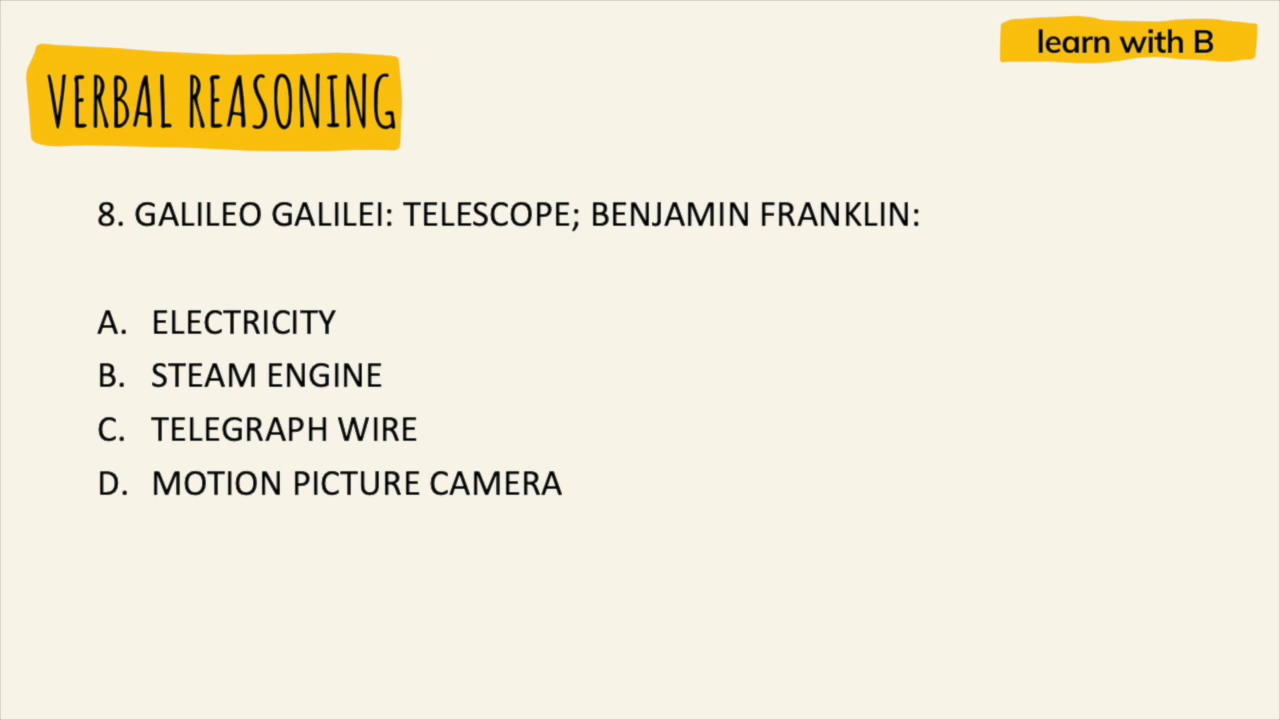 learn with B
VERBAL REASONING
8. GALILEO GALILEI: TELESCOPE; BENJAMIN FRANKLIN:
A. ELECTRICITY
B. STEAM ENGINE
C. TELEGRAPH WIRE
D. MOTION PICTURE CAMERA